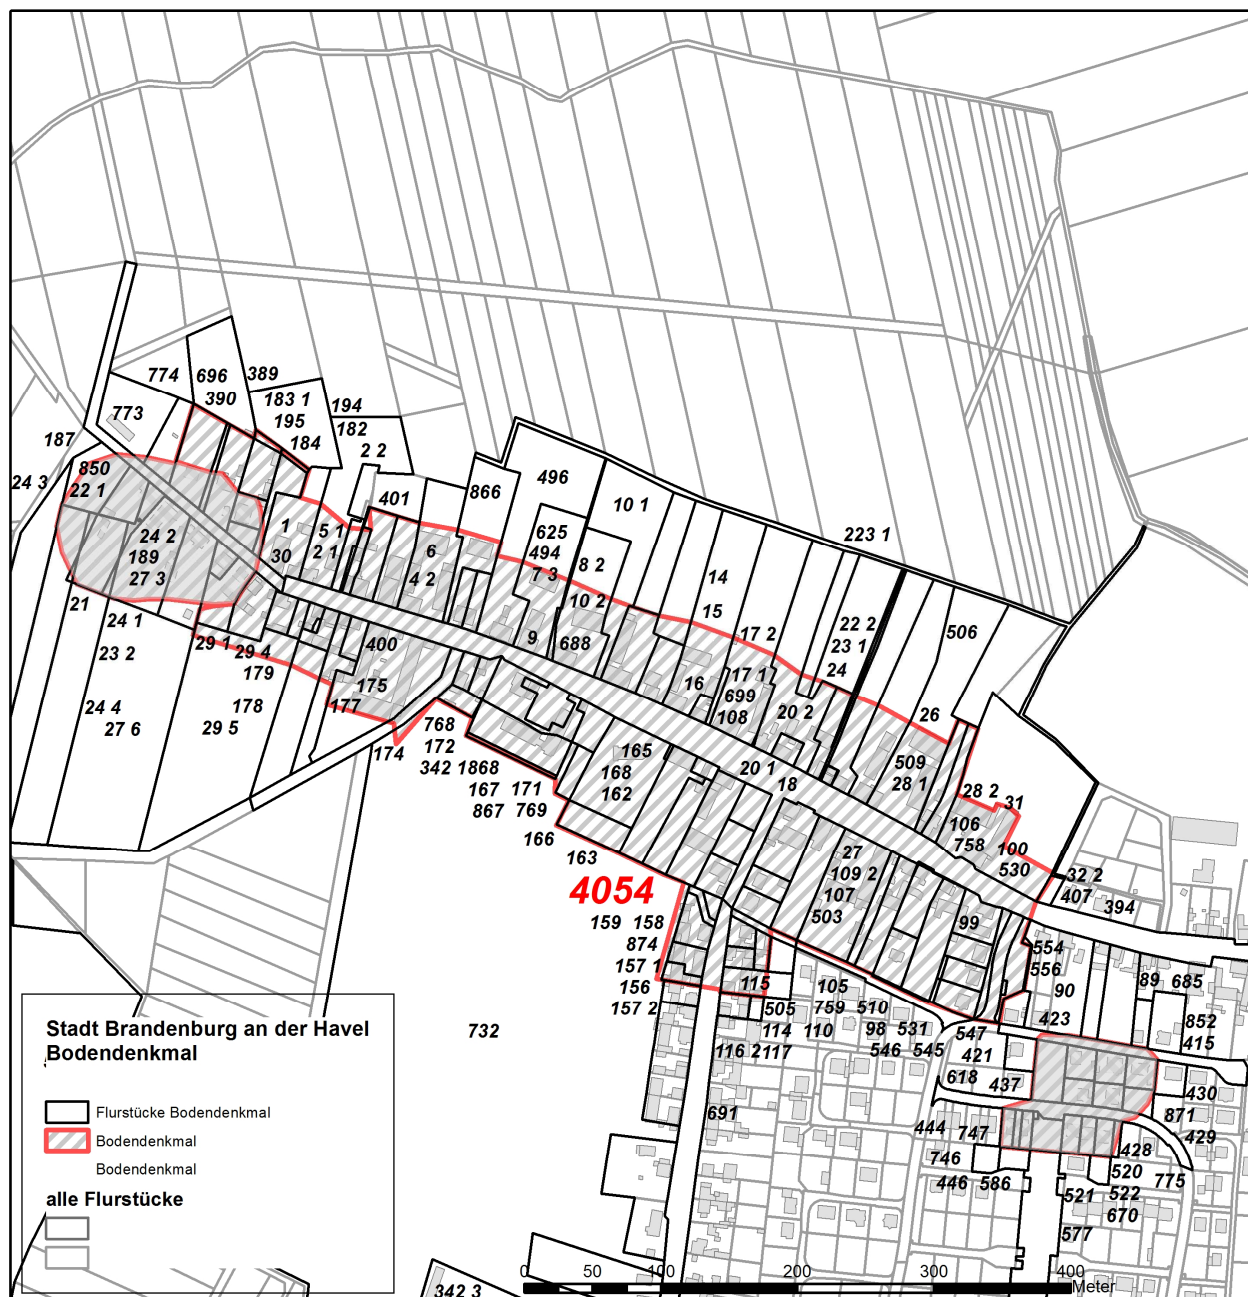 774 696 389
390 183 1 194
773 195 182
187 184 2 2
850 401 866 496 10 1
24 3 22 1
1 5 1 625 223 1
24 2 30 2 1 6 494 8 2
189 4 2 7 3 14
27 3 10 2 15
21 24 1 9 688 17 2 22 2 506
23 2 29 1 29 4 400 23 1
179 175 16 17 1 24
24 4 178 177 699 20 2 26
27 6 29 5 108
174 768 165 509
172 168 20 1 28 1
342 1868 162 18 28 2 31
167 171
867 769 106
166 758 100
163 27 530
4054 109 2 32 2
107 407 394
159 158 503 99
874 554
157 1 556
156 115 105 90 89 685
157 2 505 759 510 423 852
732 114 110 98 531 547 415
116 2 117 546 545 421
618 437 430
691 871
444 747 429
746 428
446 586 520 775
521 522
670
577
342 3
Stadt Brandenburg an der Havel
Bodendenkmal
Flurstücke Bodendenkmal
Bodendenkmal
Bodendenkmal
alle Flurstücke
0 50 100 200 300 400
Meter